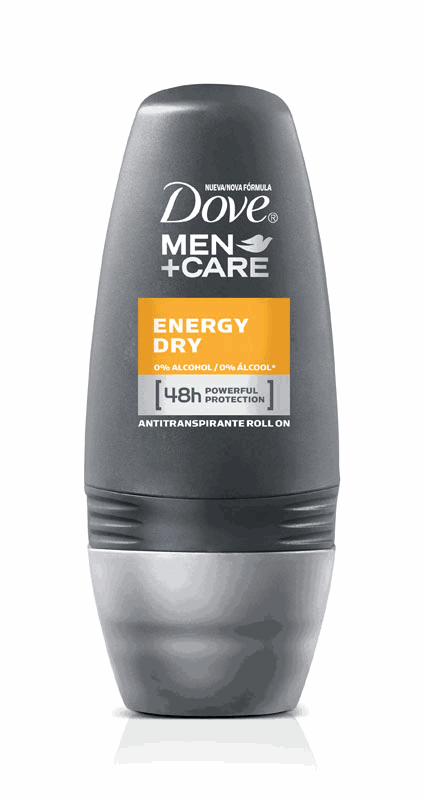 NUEVA/NOVA FÓRMULA
Dove®
MEN
+CARE
ENERGY
DRY
0% ALCOHOL / 0% ÁLCOOL*
[48h POWERFUL
PROTECTION]
ANTITRANSPIRANTE ROLL ON